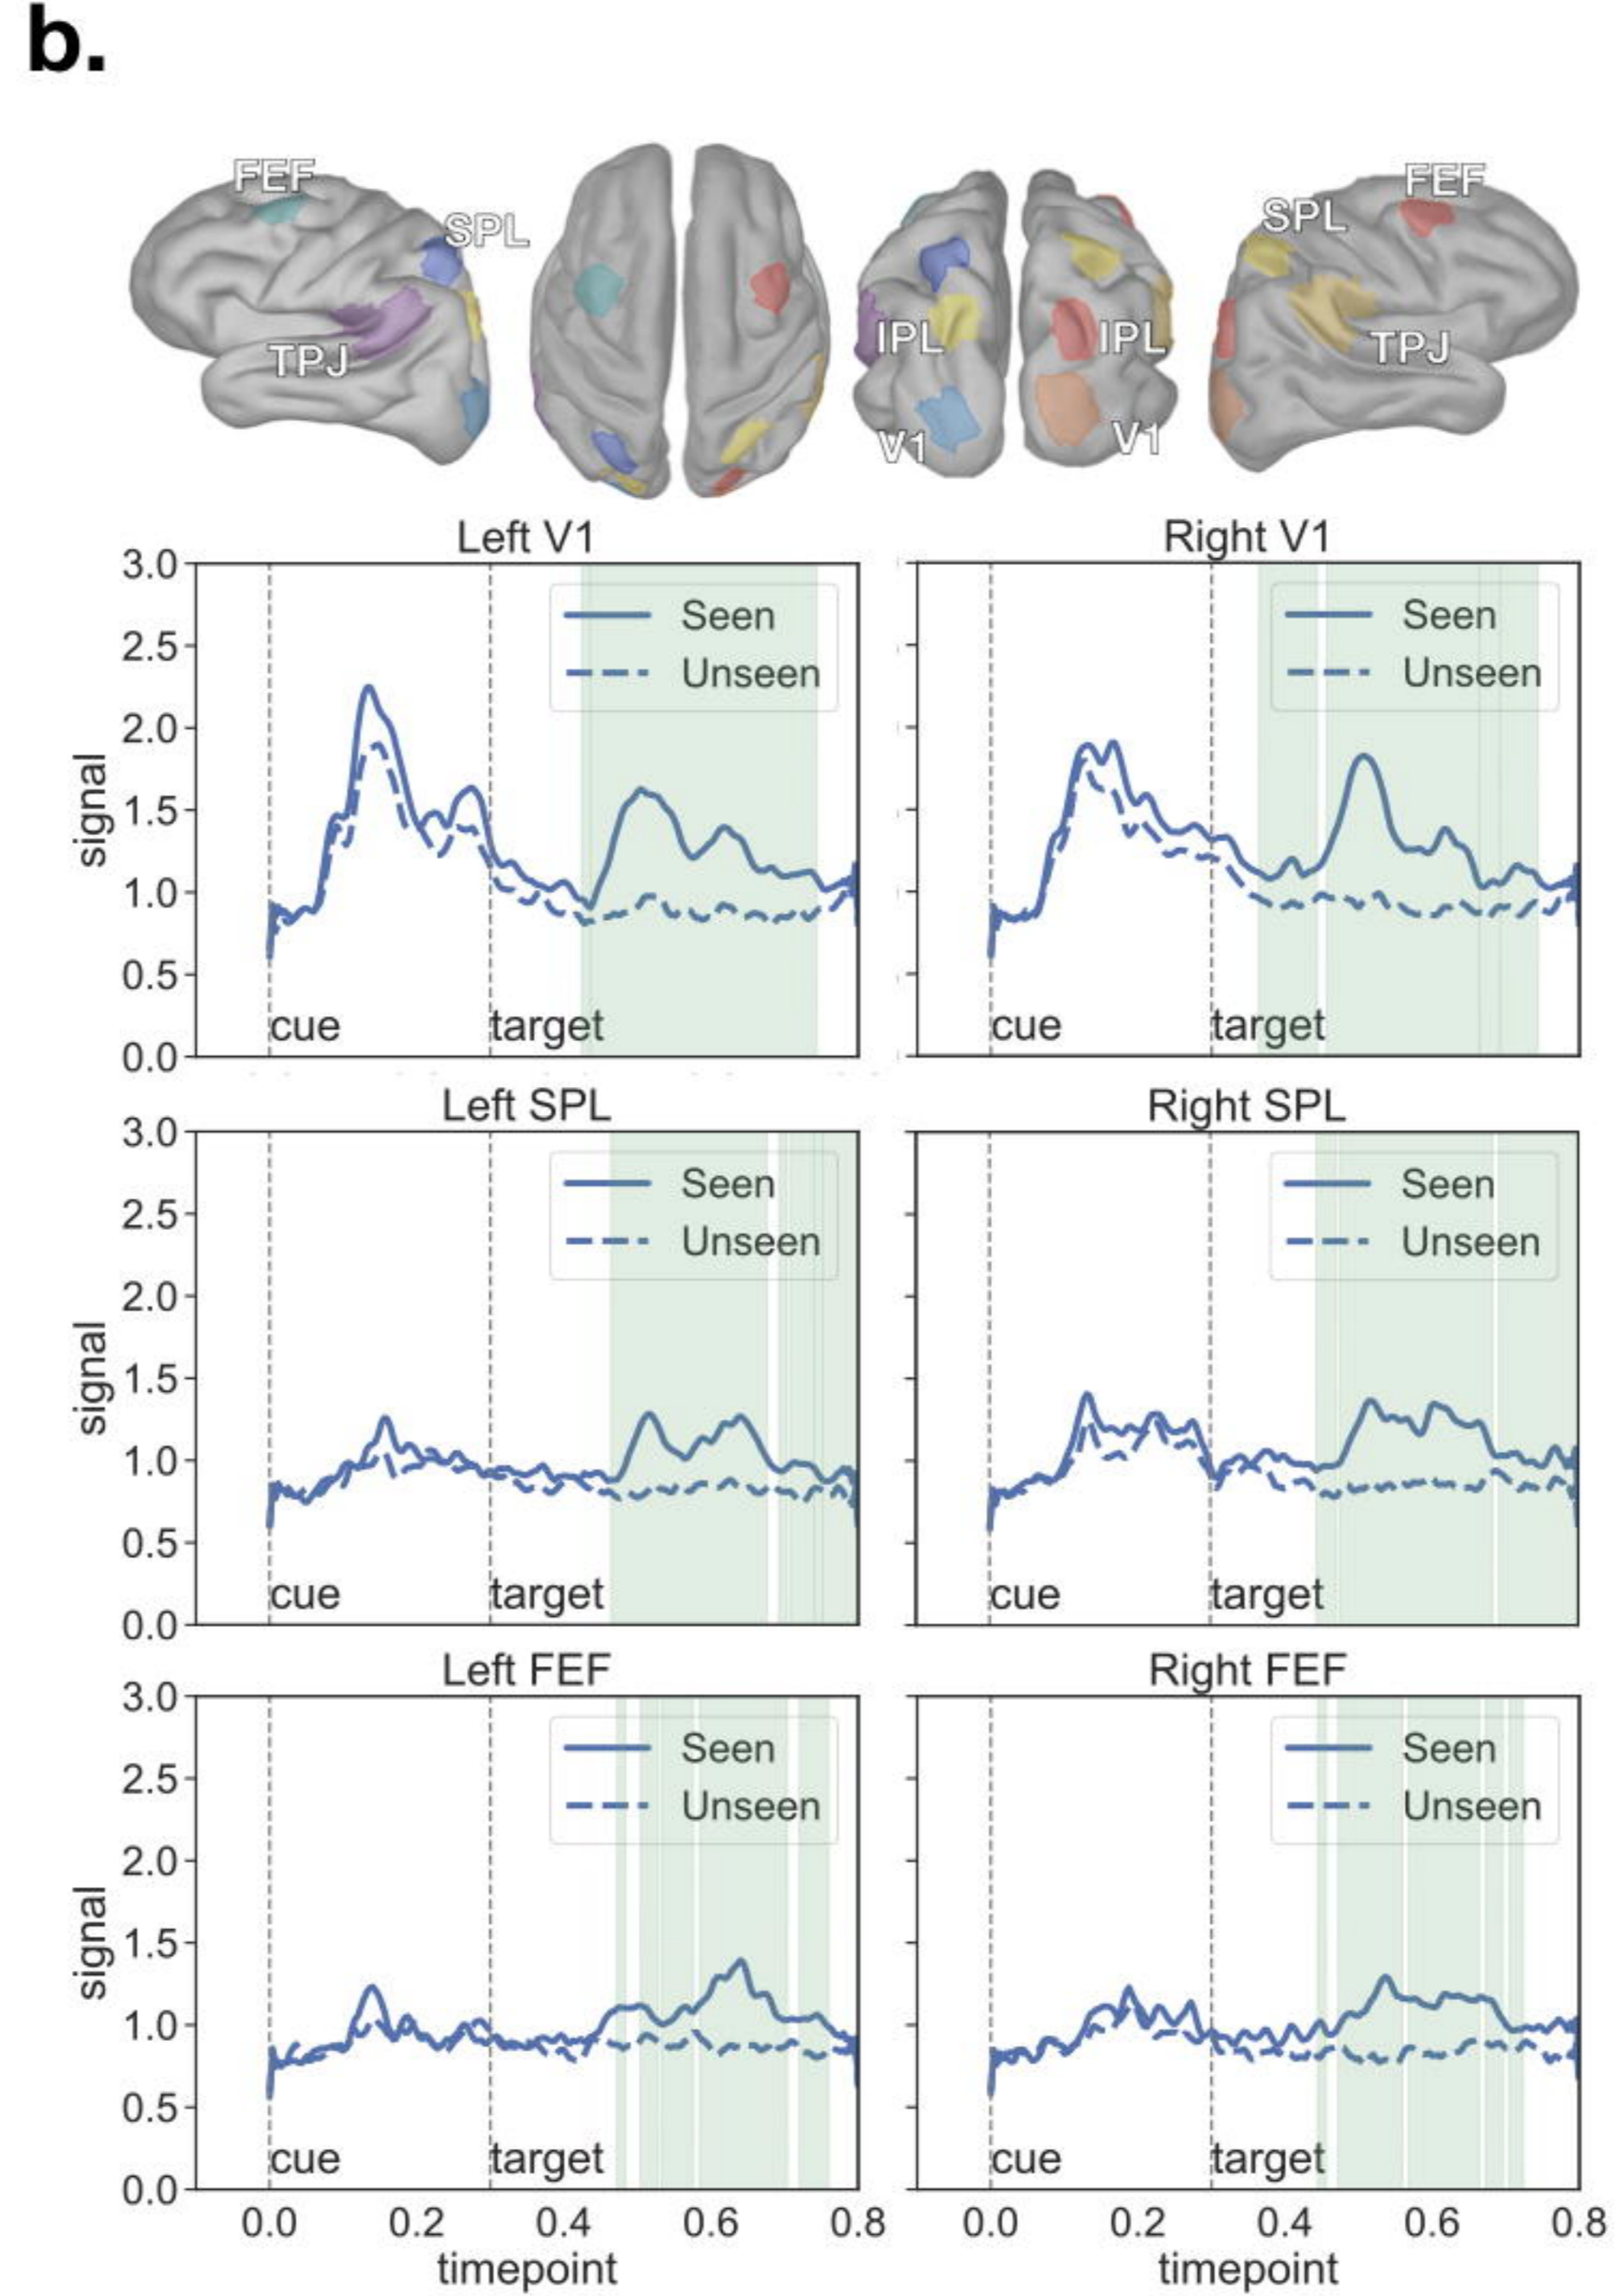 b.
FEF
SPL
TPJ
IPL
IPL
V1
V1
SPL
FEF
TPJ
Left V1
Right V1
3.0
2.5
2.0
1.5
1.0
0.5
0.0
signal
Seen
Unseen
cue
target
Seen
Unseen
cue
target
Left SPL
Right SPL
3.0
2.5
2.0
1.5
1.0
0.5
0.0
signal
Seen
Unseen
cue
target
Seen
Unseen
cue
target
Left FEF
Right FEF
3.0
2.5
2.0
1.5
1.0
0.5
0.0
signal
Seen
Unseen
cue
target
Seen
Unseen
cue
target
0.0 0.2 0.4 0.6 0.8
0.0 0.2 0.4 0.6 0.8
timepoint
timepoint